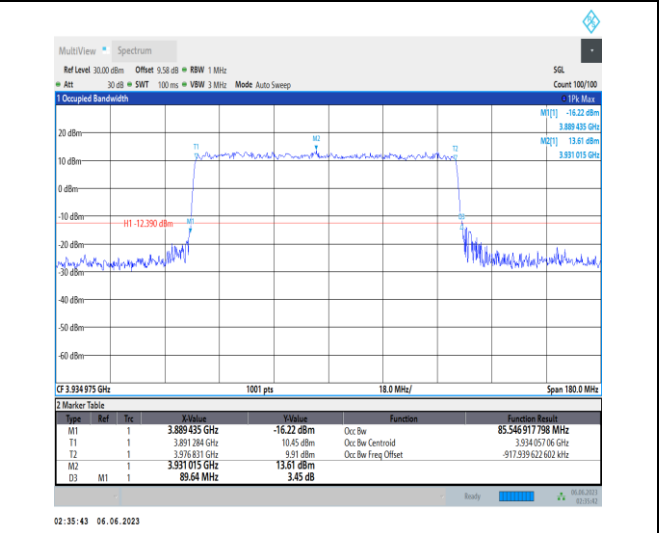 MultiView Spectrum
Ref Level 30.00 dBm Offset 9.58 dB RBW 1 MHz SGL
Att 30 dB SWT 100 ms VBW 3 MHz Mode Auto Sweep Count 100/100
1 Occupied Bandwidth 1Pk Max
M1[1] -16.22 dBm
3.889 435 GHz
20 dBm
M2[1] 13.61 dBm
3.931 015 GHz
T1 M2 T2
10 dBm
0 dBm
-10 dBm
H1 -12.390 dBm M1
-20 dBm
-30 dBm
-40 dBm
-50 dBm
-60 dBm
CF 3.934 975 GHz 1001 pts 18.0 MHz/ Span 180.0 MHz
2 Marker Table
Type Ref Trc X-Value Y-Value Function Function Result
M1 1 3.889 435 GHz -16.22 dBm Occ Bw 85.546 917 798 MHz
T1 1 3.891 284 GHz 10.45 dBm Occ Bw Centroid 3.934 057 06 GHz
T2 1 3.976 831 GHz 9.91 dBm Occ Bw Freq Offset -917.939 622 602 kHz
M2 1 3.931 015 GHz 13.61 dBm
D3 M1 1 89.64 MHz 3.45 dB
Ready 06.06.2023
02:35:42
02:35:43 06.06.2023